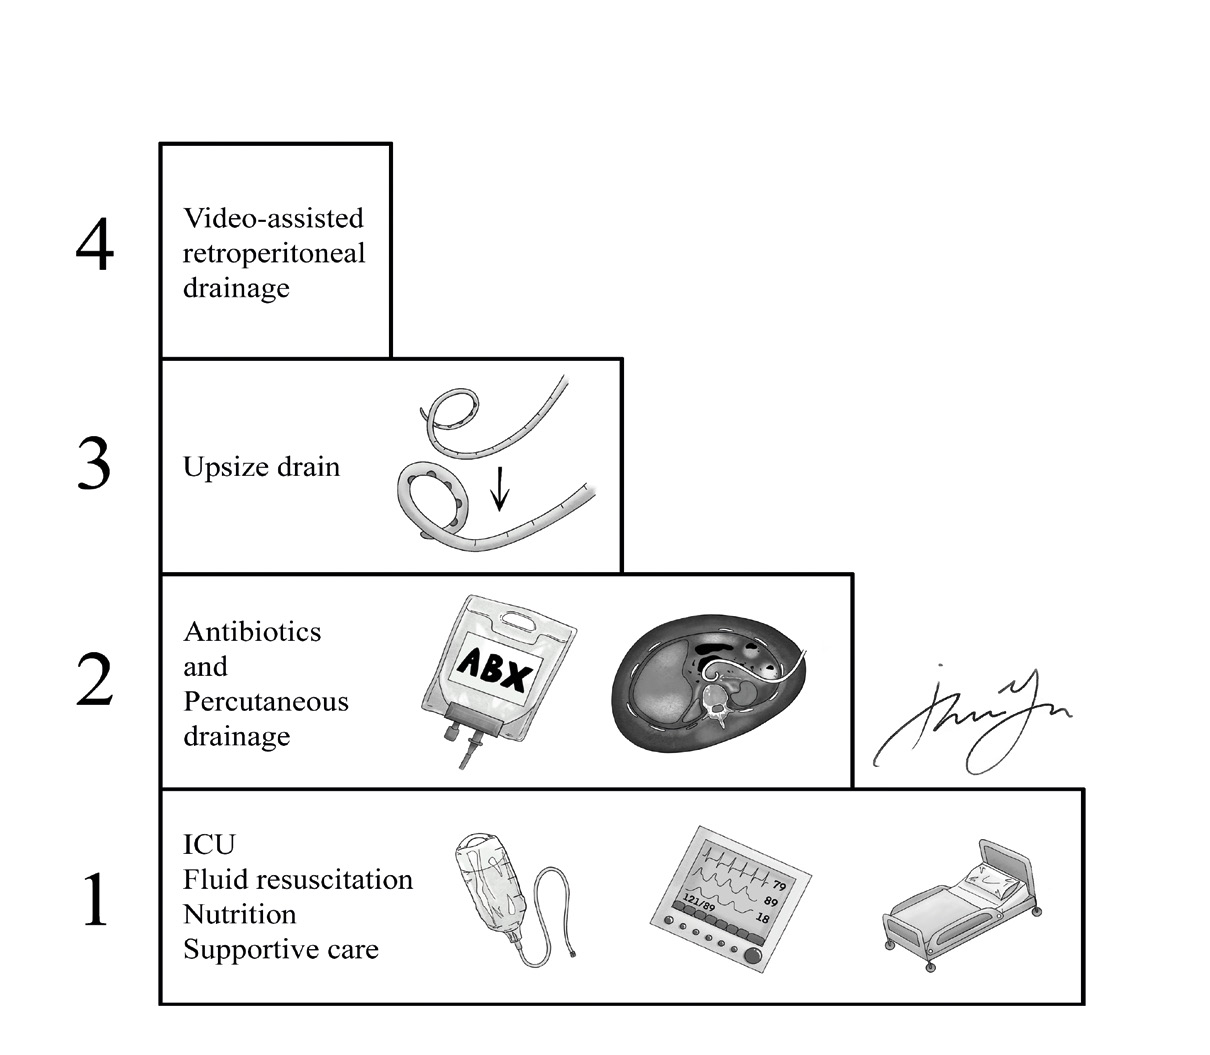 4
Video-assisted
retroperitoneal
drainage
3
Upsize drain
2
Antibiotics
and
Percutaneous
drainage
ABX
1
ICU
Fluid resuscitation
Nutrition
Supportive care
79
89
121/89
18